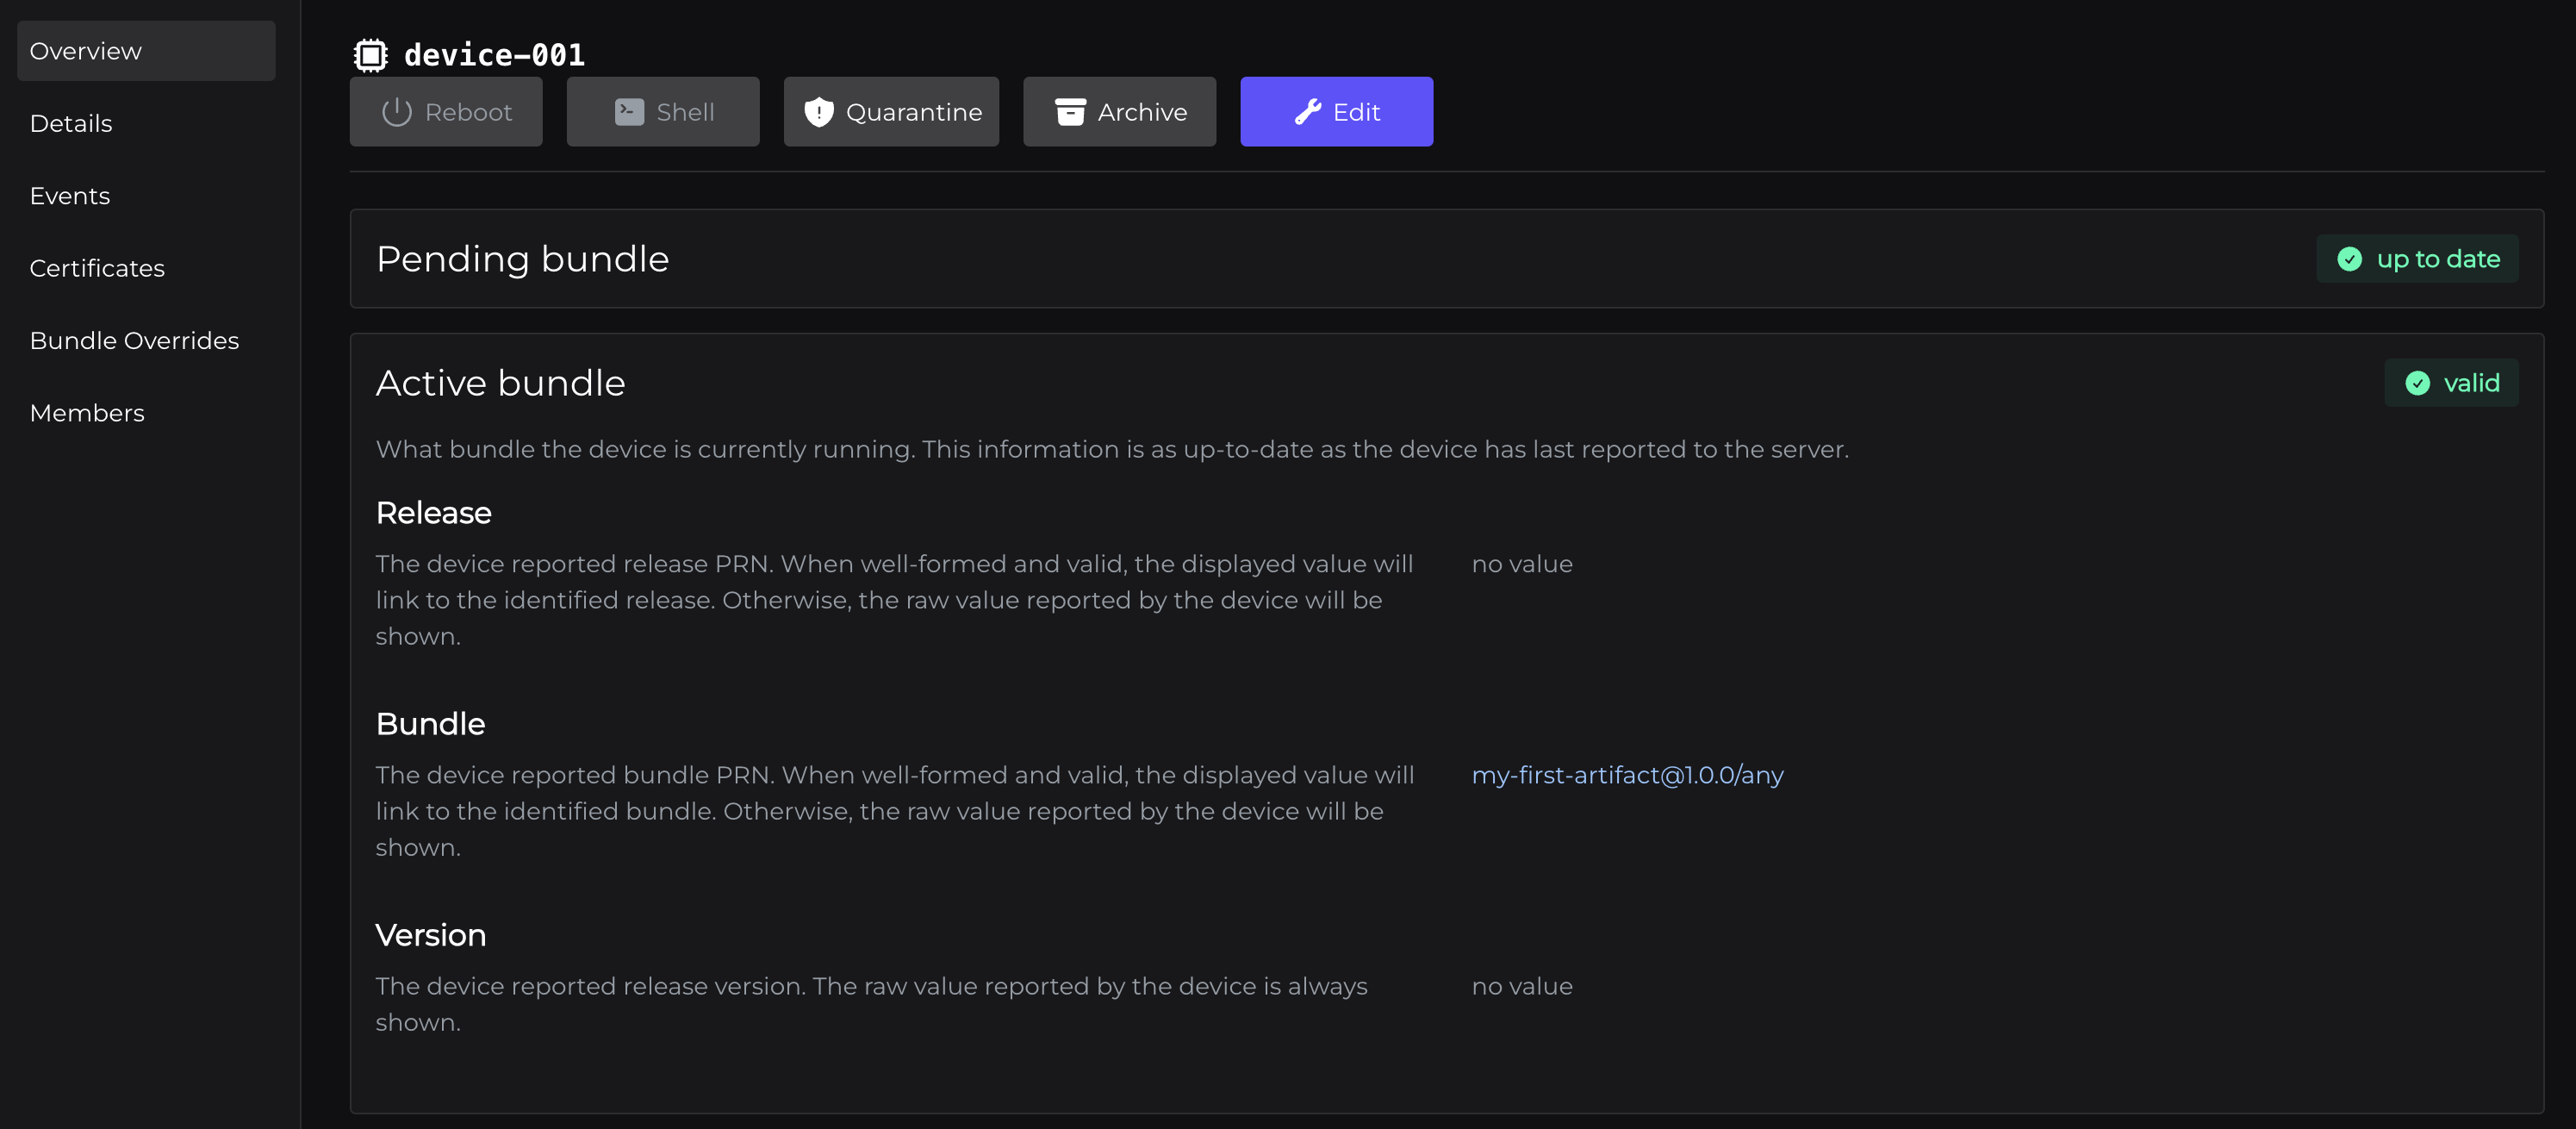 Overview
Details
Events
Certificates
Bundle Overrides
Members
device-001
Reboot
Shell
Quarantine
Archive
Edit
Pending bundle
up to date
Active bundle
valid
What bundle the device is currently running. This information is as up-to-date as the device has last reported to the server.
Release
The device reported release PRN. When well-formed and valid, the displayed value will
link to the identified release. Otherwise, the raw value reported by the device will be
shown.
no value
Bundle
The device reported bundle PRN. When well-formed and valid, the displayed value will
link to the identified bundle. Otherwise, the raw value reported by the device will be
shown.
my-first-artifact@1.0.0/any
Version
The device reported release version. The raw value reported by the device is always
shown.
no value